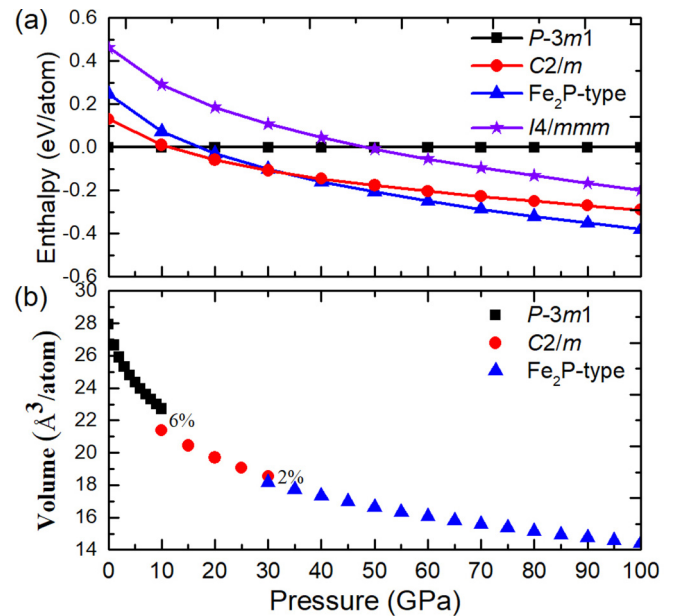 (a)
0.6
0.4
0.2
0.0
-0.2
-0.4
-0.6
Enthalpy (eV/atom)
P-3m1
C2/m
Fe₂P-type
I4/mmm
(b)
28
26
24
22
20
18
16
14
Volume (Å³/atom)
P-3m1
C2/m
Fe₂P-type
6%
2%
0 10 20 30 40 50 60 70 80 90 100
Pressure (GPa)